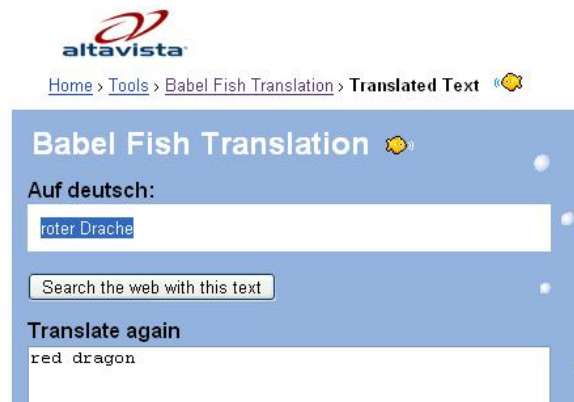 altavista
Home > Tools > Babel Fish Translation > Translated Text
Babel Fish Translation
Auf deutsch:
roter Drache
Search the web with this text
Translate again
red dragon